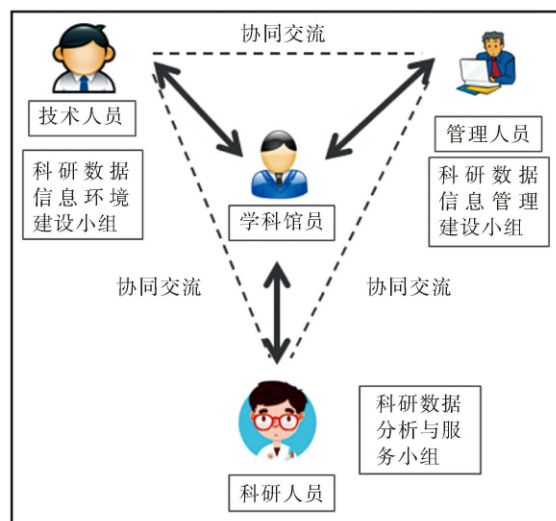 协同交流
技术人员
管理人员
科研数据
信息环境
建设小组
科研数据
信息管理
建设小组
学科馆员
协同交流
协同交流
科研数据
分析与服
务小组
科研人员